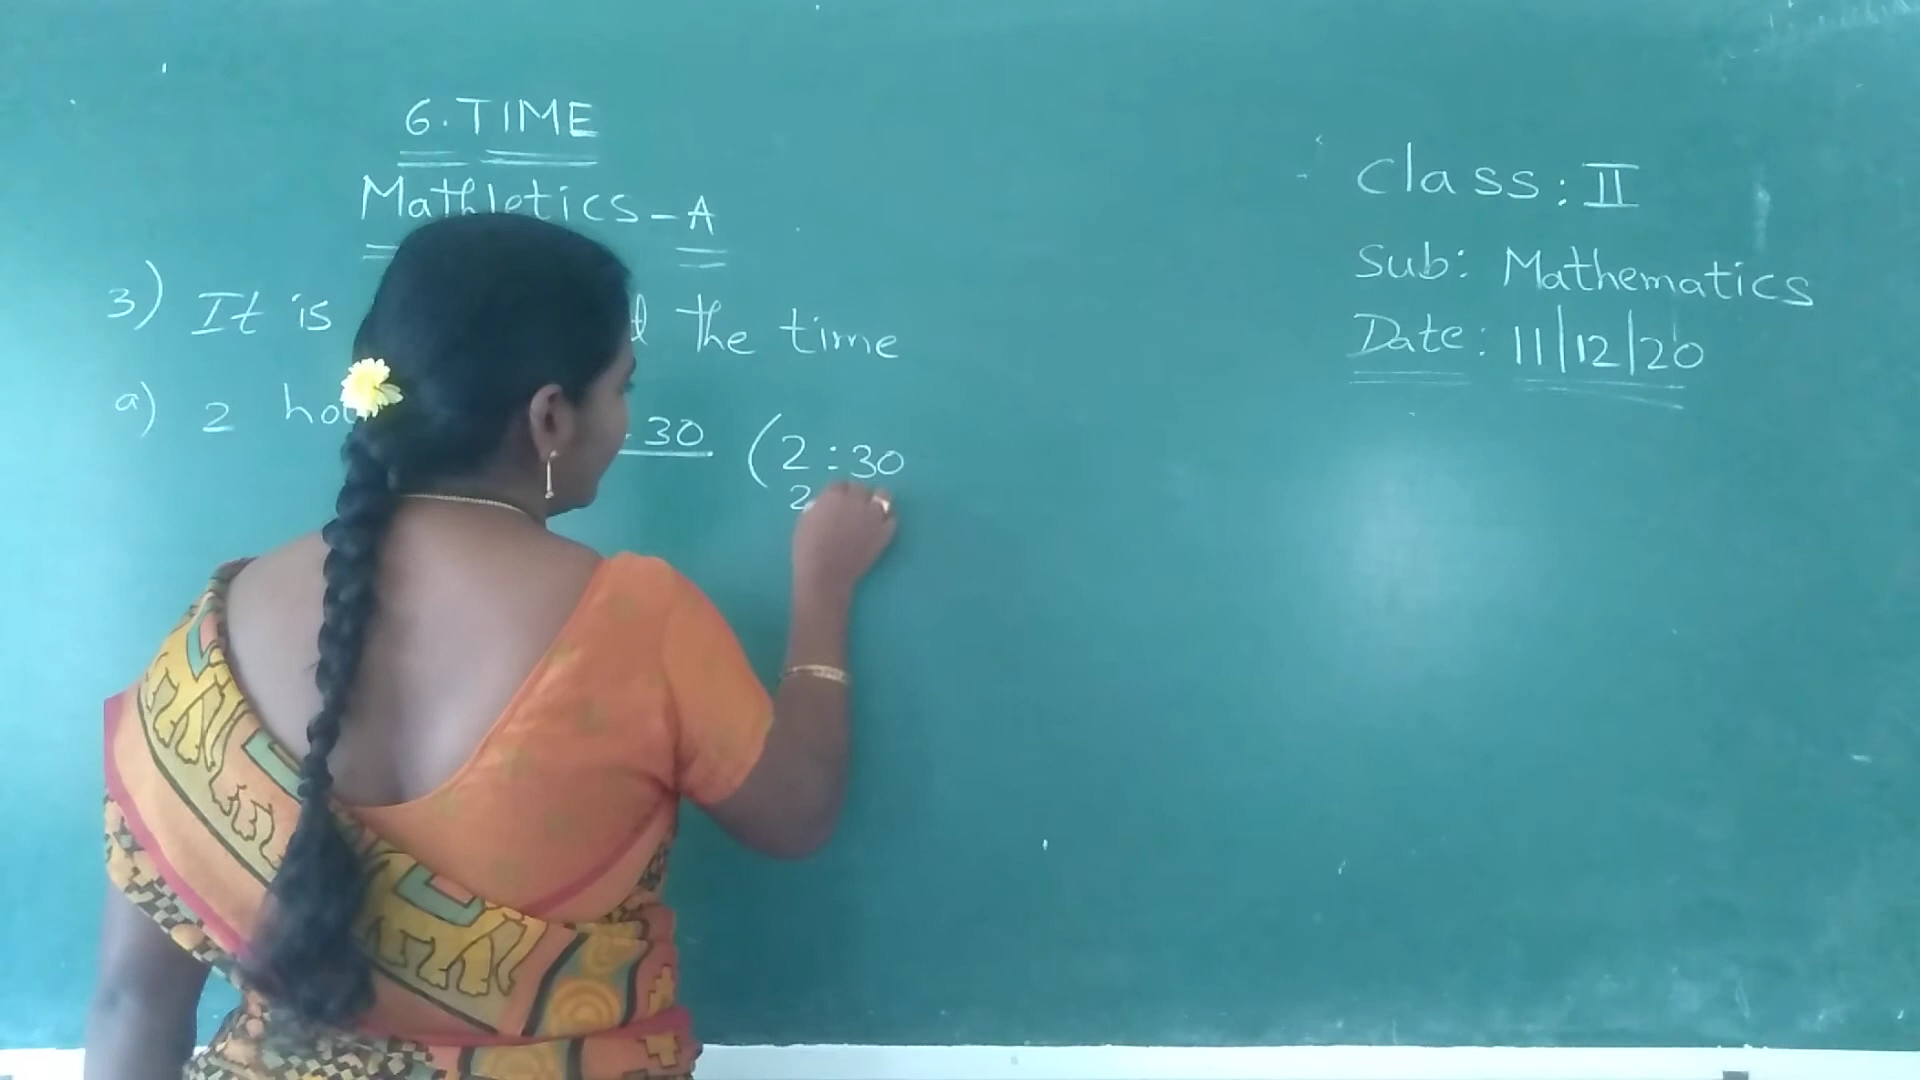 6. TIME
Mathletics - A
3) It is the time
a) 2 30 (2:30
2
Class: II
Sub: Mathematics
Date: 11/12/20